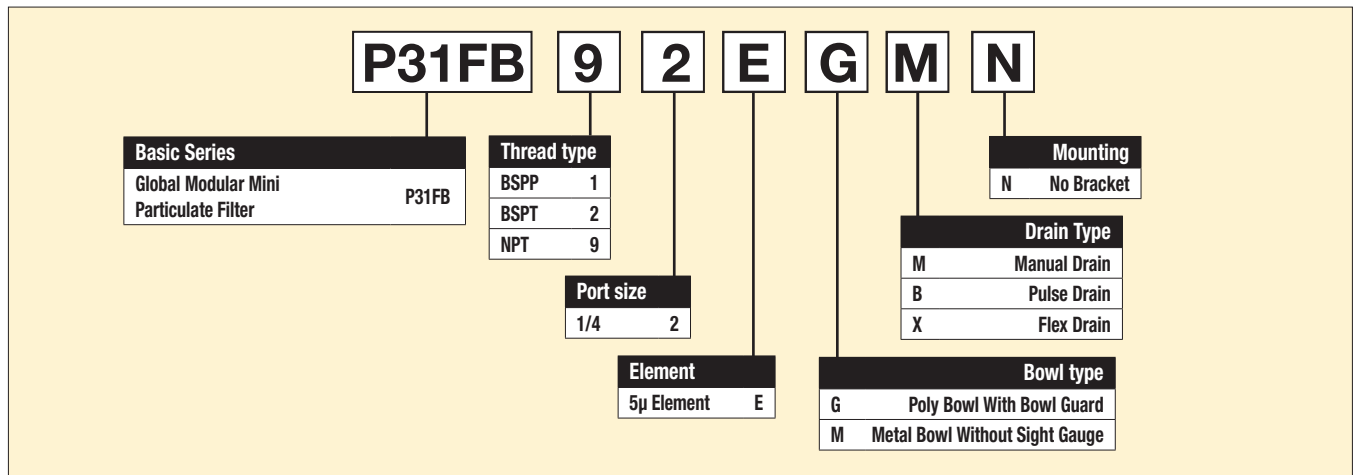 P31FB 9 2 E G M N
Basic Series
Global Modular Mini
Particulate Filter P31FB
Thread type
BSPP 1
BSPT 2
NPT 9
Port size
1/4 2
Element
5µ Element E
Mounting
N No Bracket
Drain Type
M Manual Drain
B Pulse Drain
X Flex Drain
Bowl type
G Poly Bowl With Bowl Guard
M Metal Bowl Without Sight Gauge